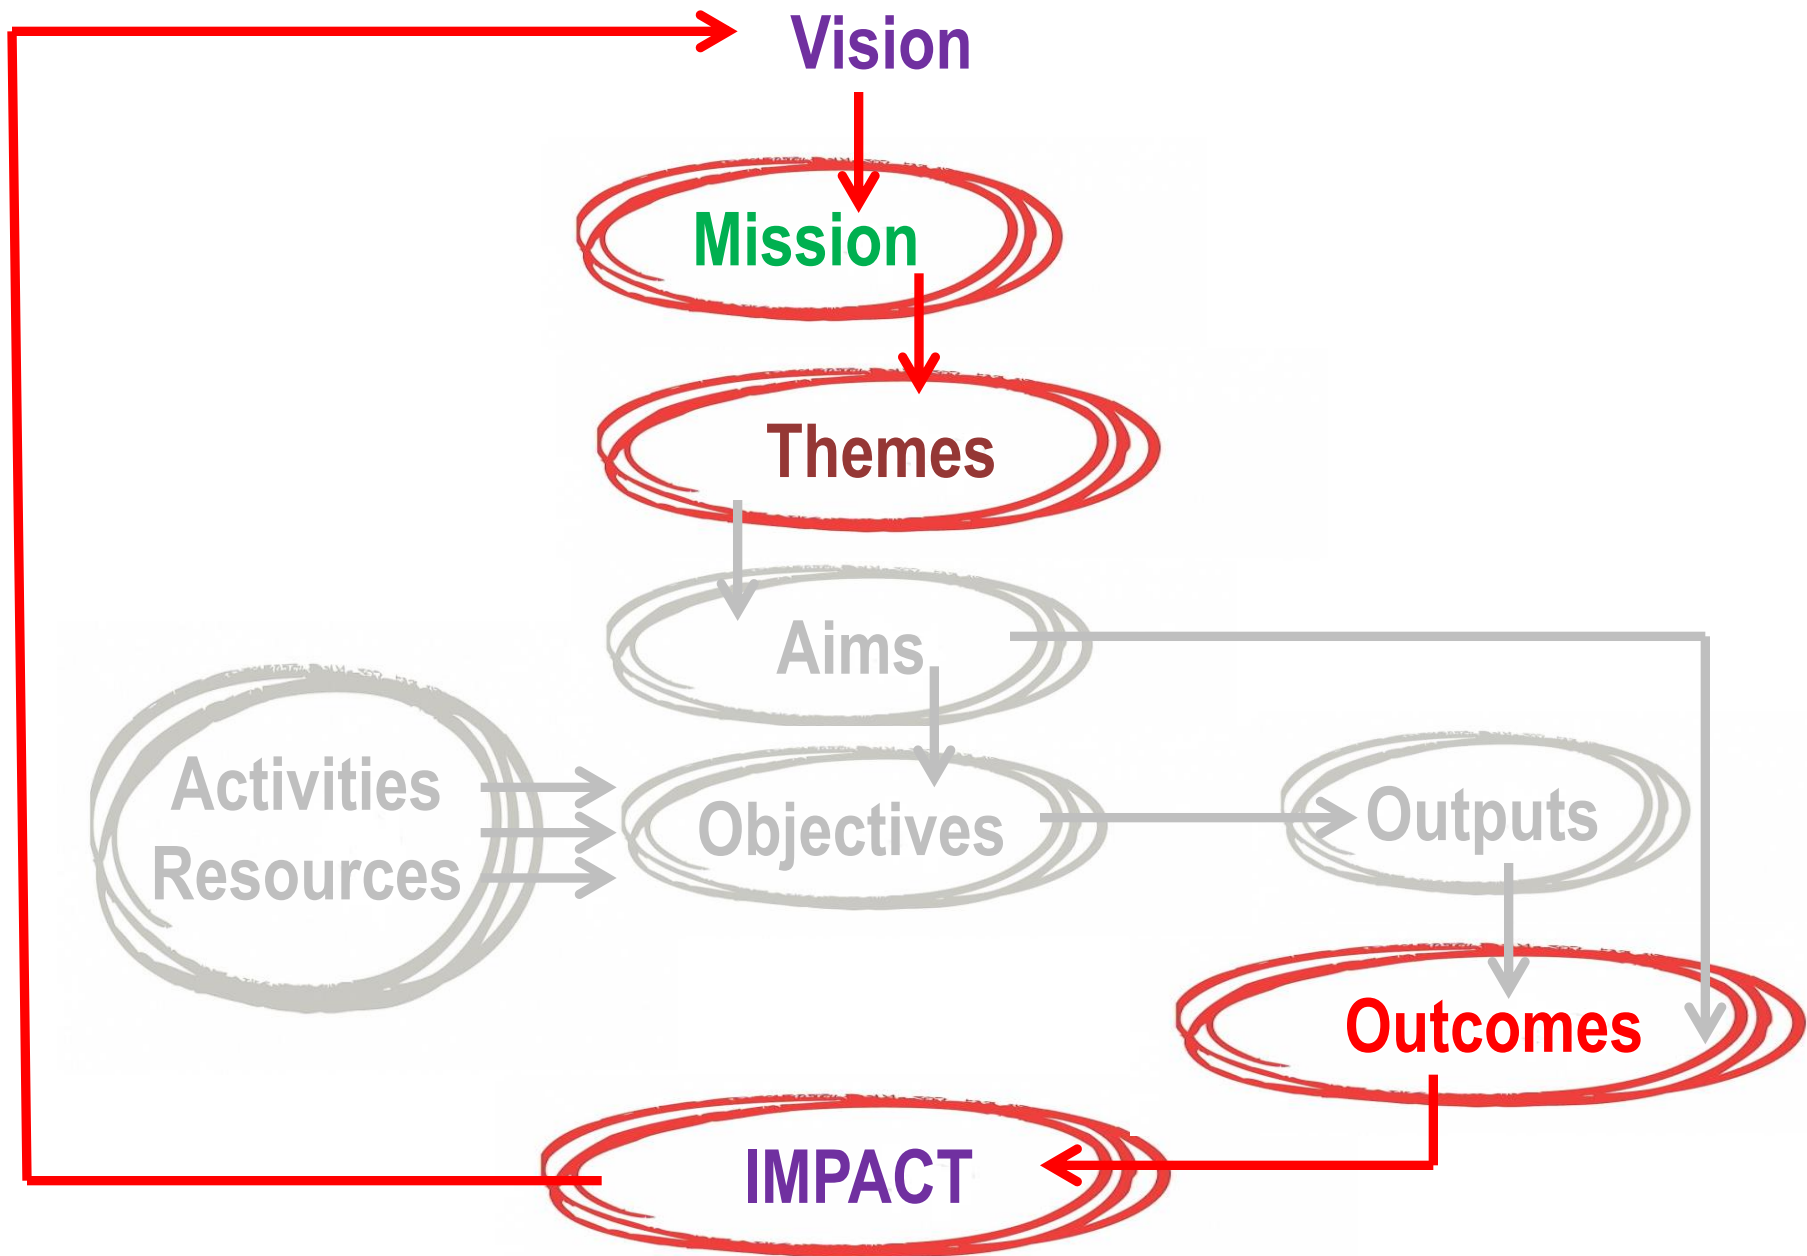 Vision
Mission
Themes
Aims
Activities
Resources
Objectives
Outputs
Outcomes
IMPACT